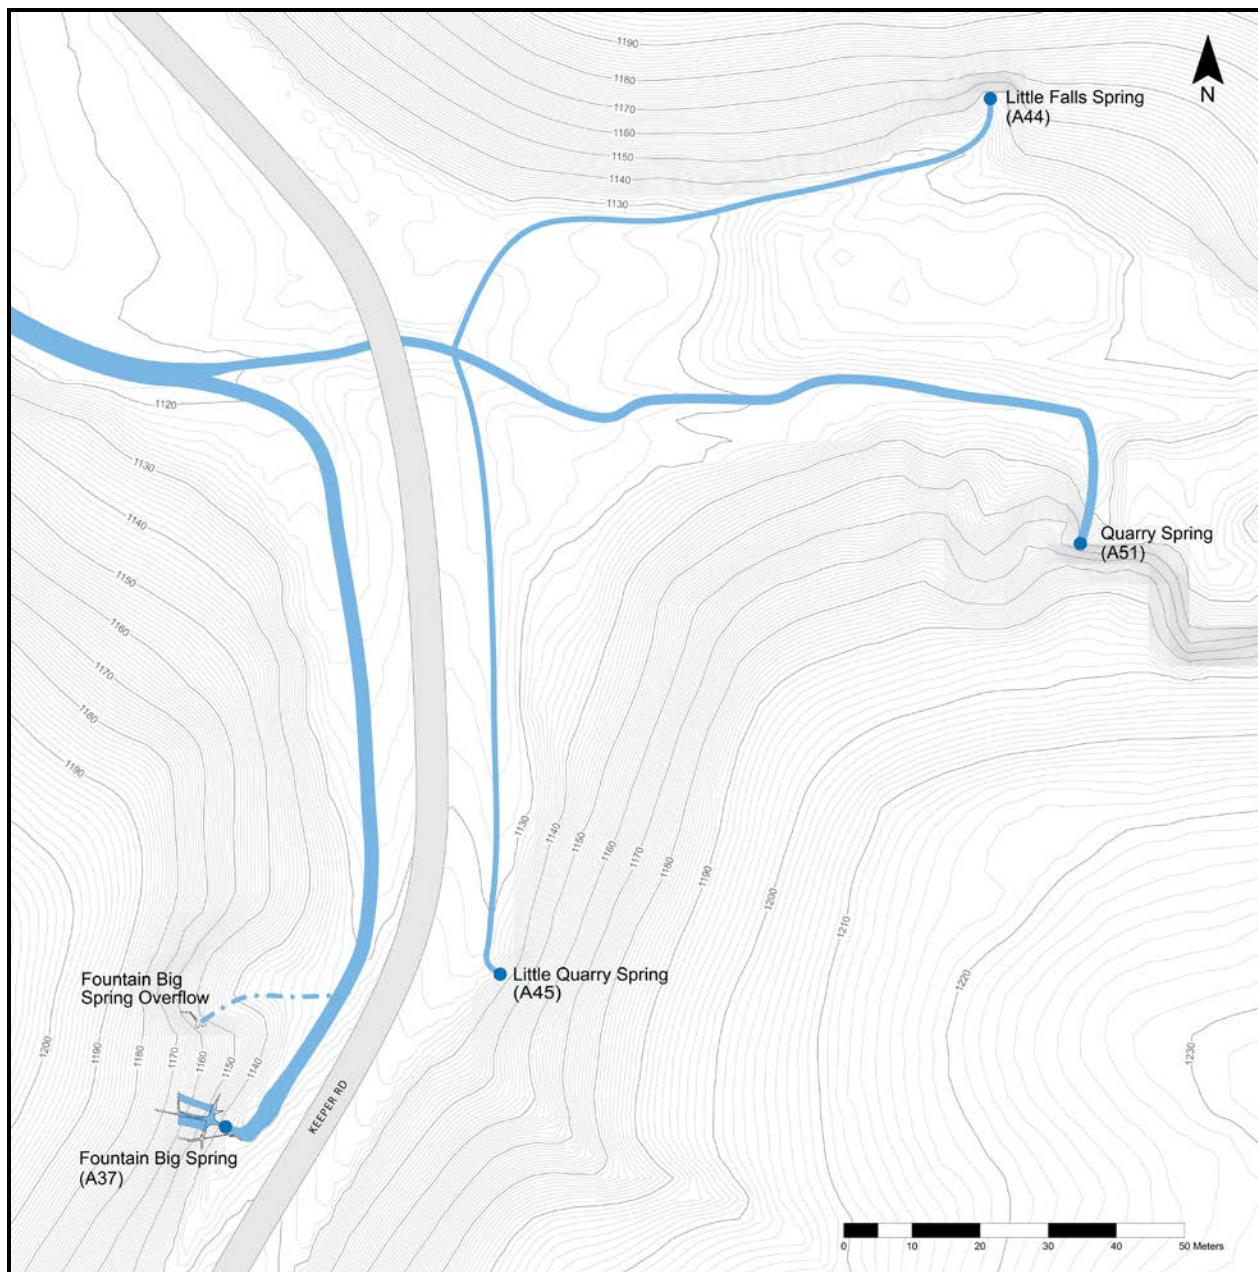 1190
1180
1170
1160
1150
1140
1130
Little Falls Spring
(A44)
N
1120
1130
1140
1150
1160
1170
1180
1190
Quarry Spring
(A51)
1130
1140
1150
1160
1170
1180
1190
1200
1210
1220
1230
Little Quarry Spring
(A45)
Fountain Big
Spring Overflow
1200
1190
1180
1170
1160
1150
1140
KEEPER RD
Fountain Big Spring
(A37)
0 10 20 30 40 50 Meters